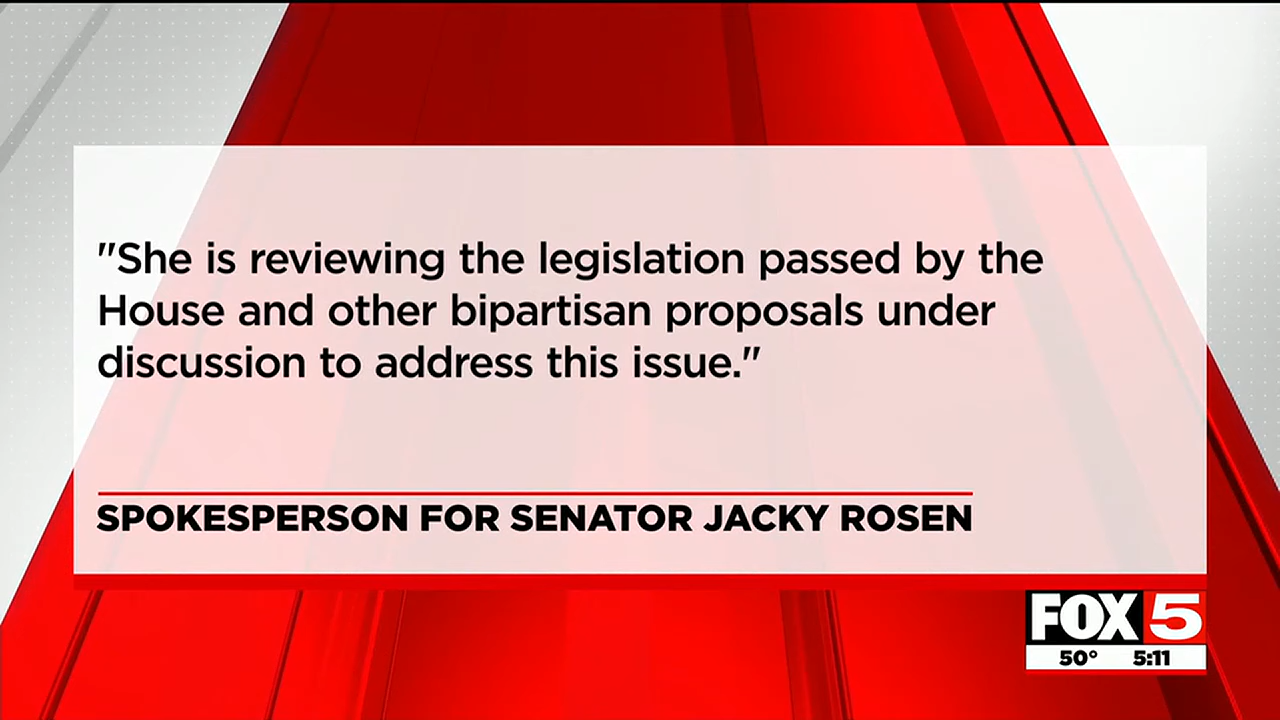 "She is reviewing the legislation passed by the
House and other bipartisan proposals under
discussion to address this issue."
SPOKESPERSON FOR SENATOR JACKY ROSEN
FOX 5
50° 5:11